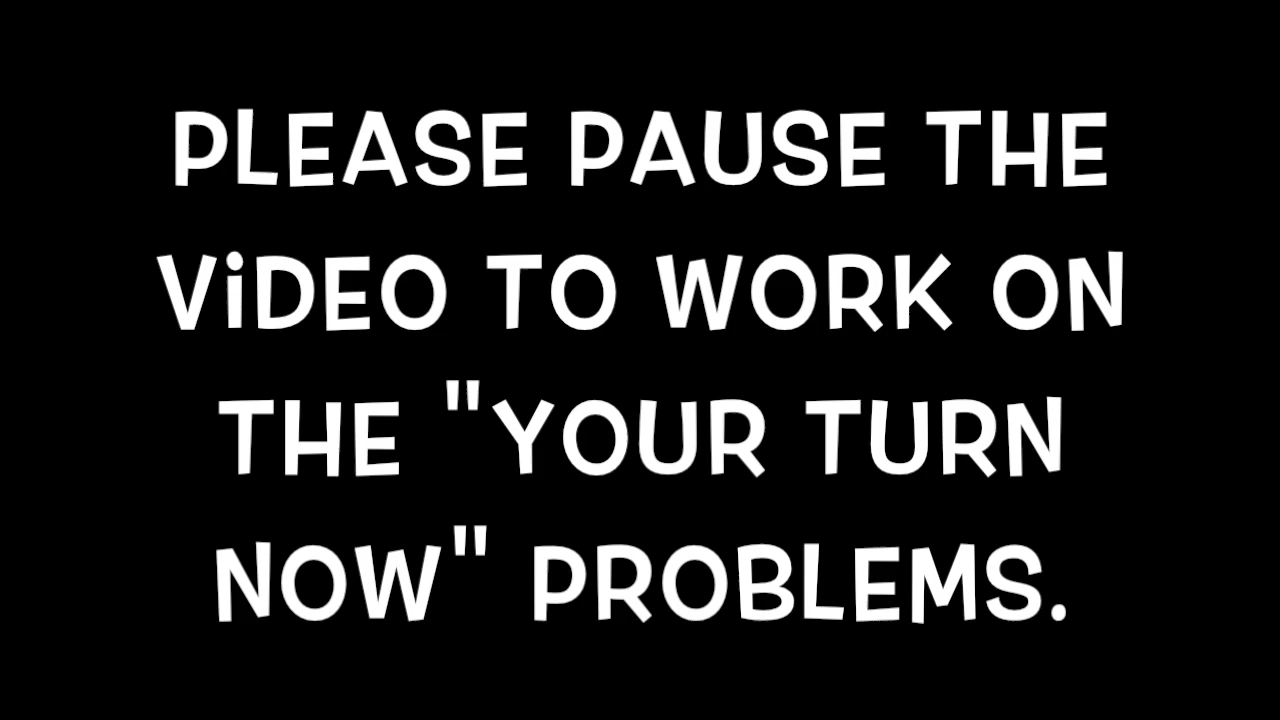 PLEASE PAUSE THE
ViDEO TO WORK ON
THE "YOUR TURN
NOW" PROBLEMS.